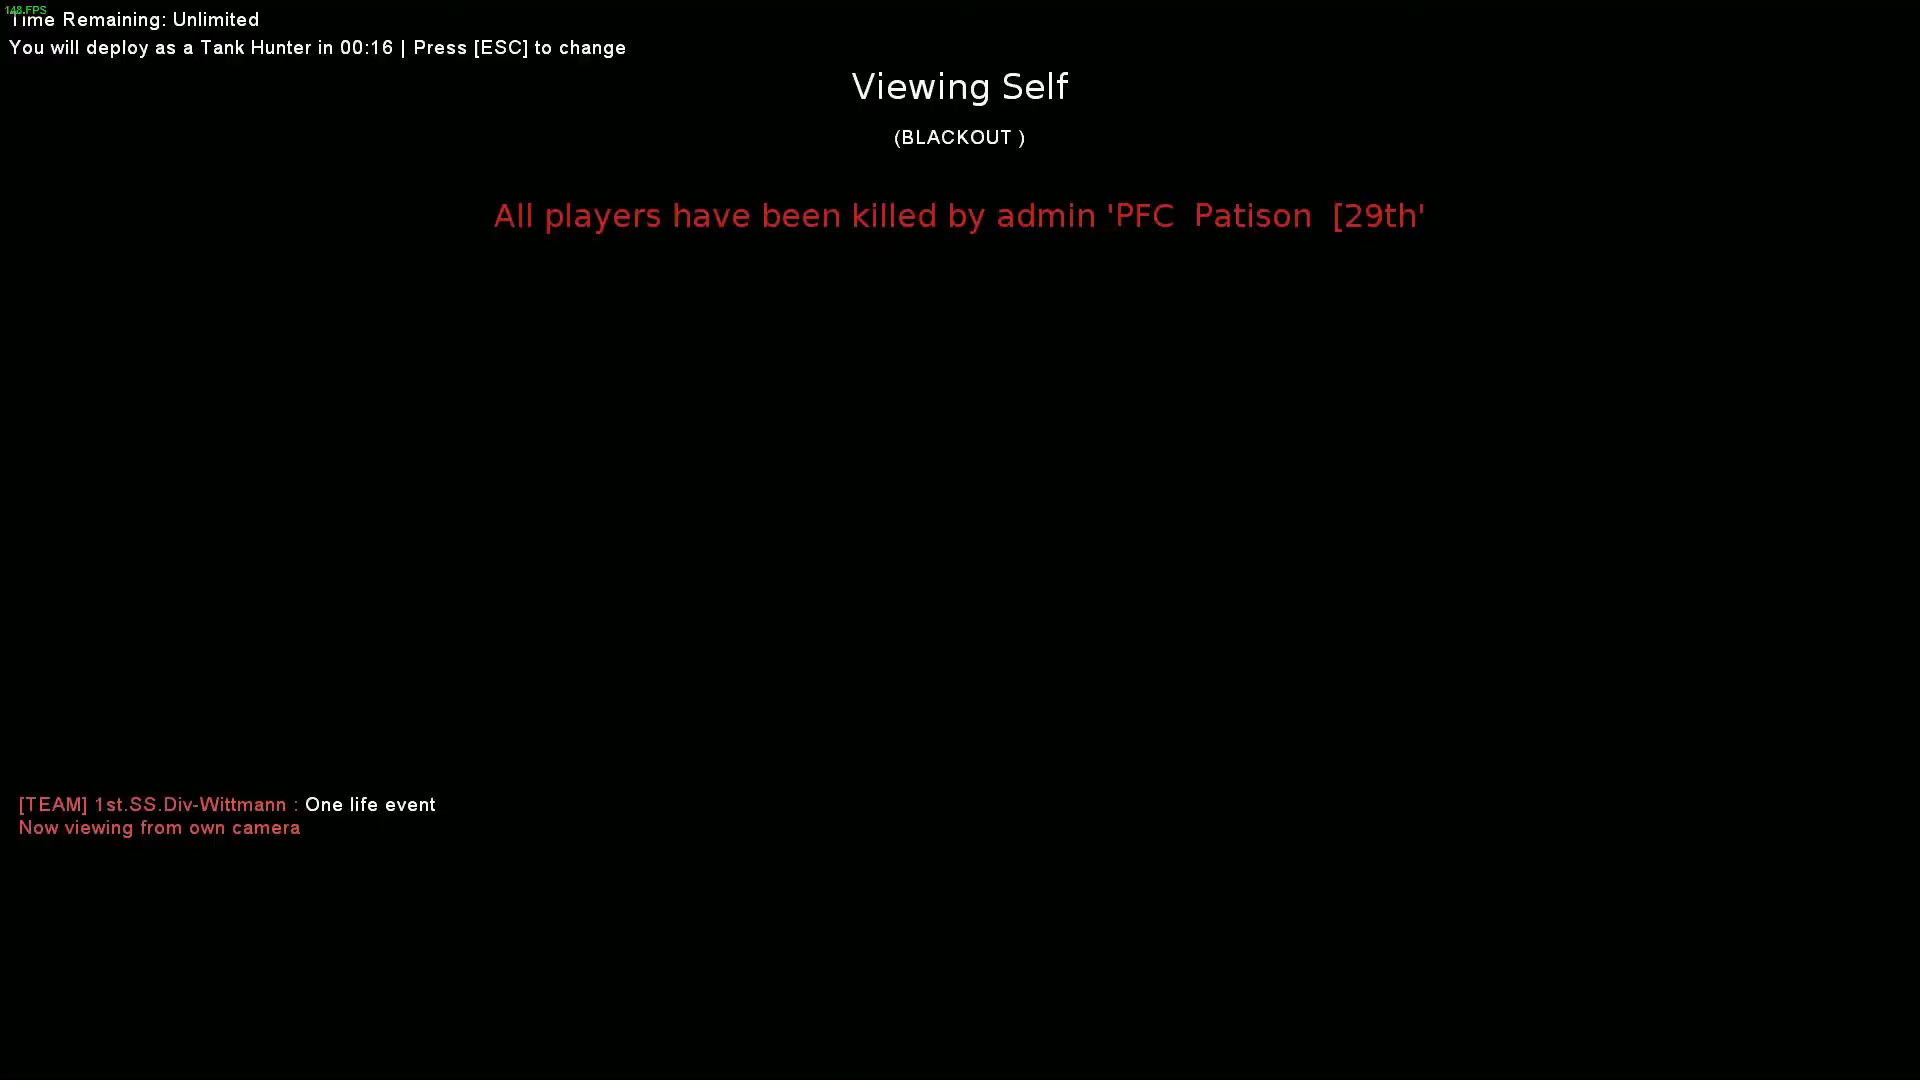 148 FPS
Time Remaining: Unlimited
You will deploy as a Tank Hunter in 00:16 | Press [ESC] to change
Viewing Self
(BLACKOUT )
All players have been killed by admin 'PFC  Patison  [29th'
[TEAM] 1st.SS.Div-Wittmann : One life event
Now viewing from own camera